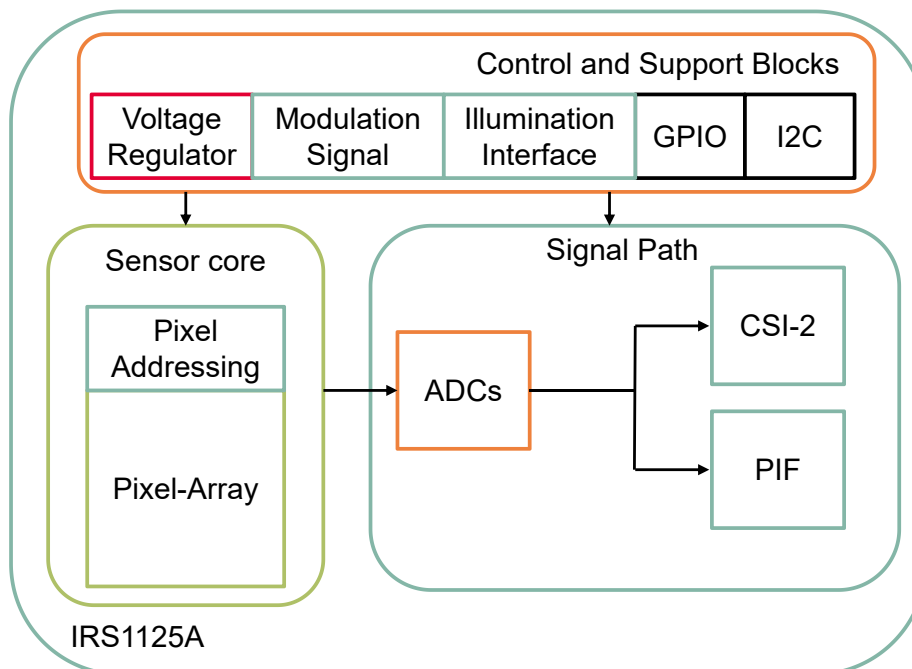 Control and Support Blocks
Voltage
Regulator
Modulation
Signal
Illumination
Interface
GPIO
I2C
Sensor core
Pixel
Addressing
Pixel-Array
Signal Path
ADCs
CSI-2
PIF
IRS1125A